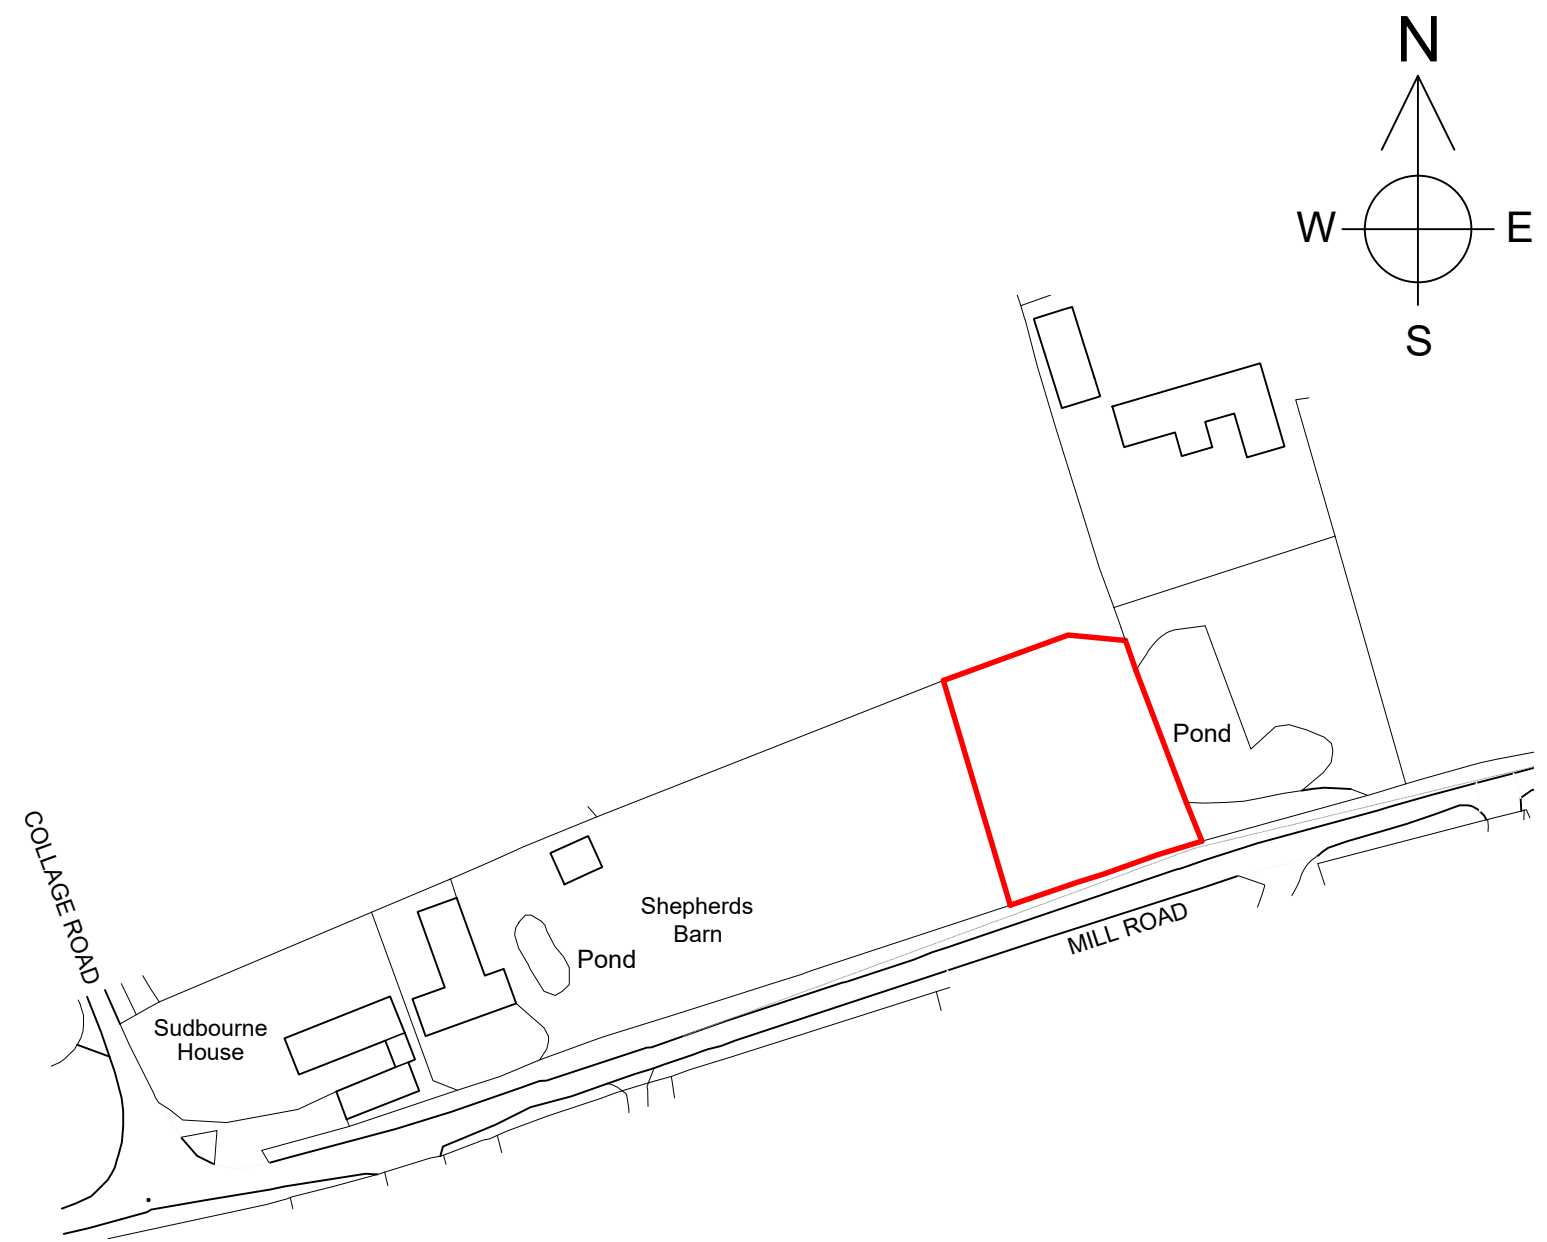 N
W
E
S
Pond
COLLAGE ROAD
Shepherds
Barn
MILL ROAD
Pond
Sudbourne
House